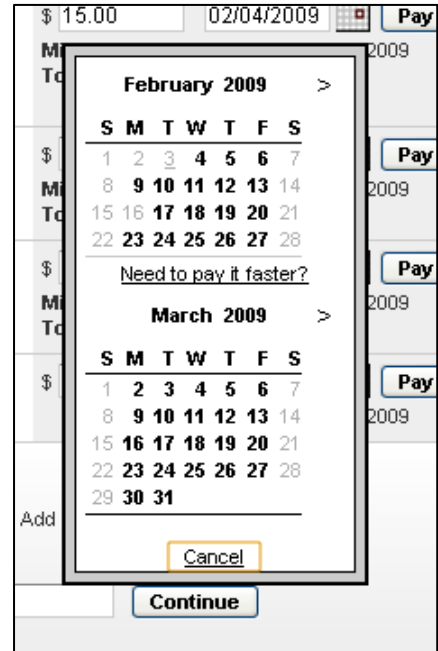 $ 15.00 02/04/2009 Pay
Mi 2009
To
February 2009 >
S M T W T F S
1 2 3 4 5 6 7
8 9 10 11 12 13 14
15 16 17 18 19 20 21
22 23 24 25 26 27 28
Need to pay it faster?
March 2009 >
S M T W T F S
1 2 3 4 5 6 7
8 9 10 11 12 13 14
15 16 17 18 19 20 21
22 23 24 25 26 27 28
29 30 31
Cancel
$ Pay
Mi 2009
To
$ Pay
Mi 2009
To
$ Pay
2009
Add
Continue